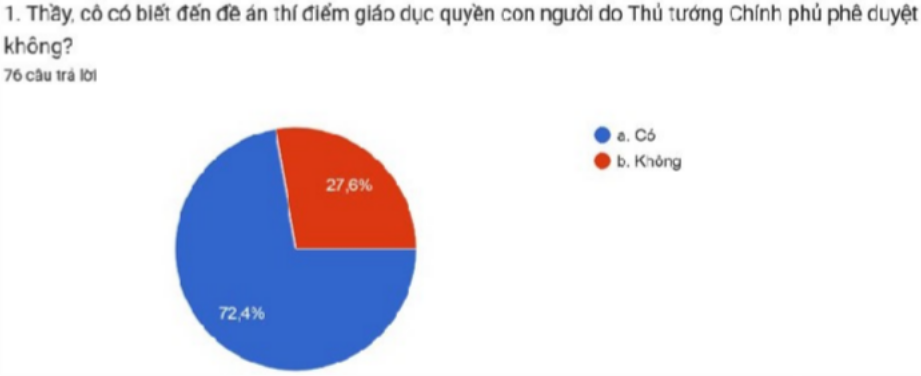 1. Thầy, cô có biết đến đề án thí điểm giáo dục quyền con người do Thủ tướng Chính phủ phê duyệt
không?
76 câu trả lời
a. Có
b. Không
27,6%
72,4%